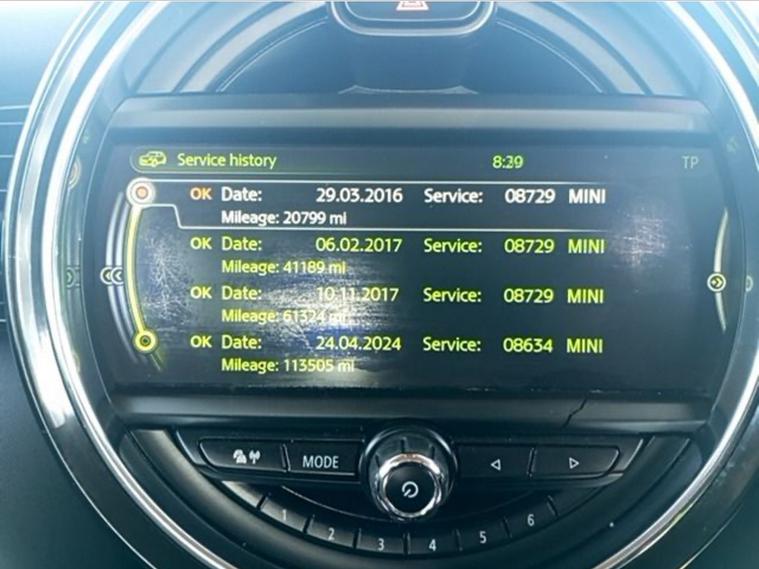 Service history 8:29 TP
OK Date: 29.03.2016 Service: 08729 MINI
Mileage: 20799 mi
OK Date: 06.02.2017 Service: 08729 MINI
Mileage: 41189 mi
OK Date: 10.11.2017 Service: 08729 MINI
Mileage: 61324 mi
OK Date: 24.04.2024 Service: 08634 MINI
Mileage: 113505 mi
MODE
1 2 3 4 5 6